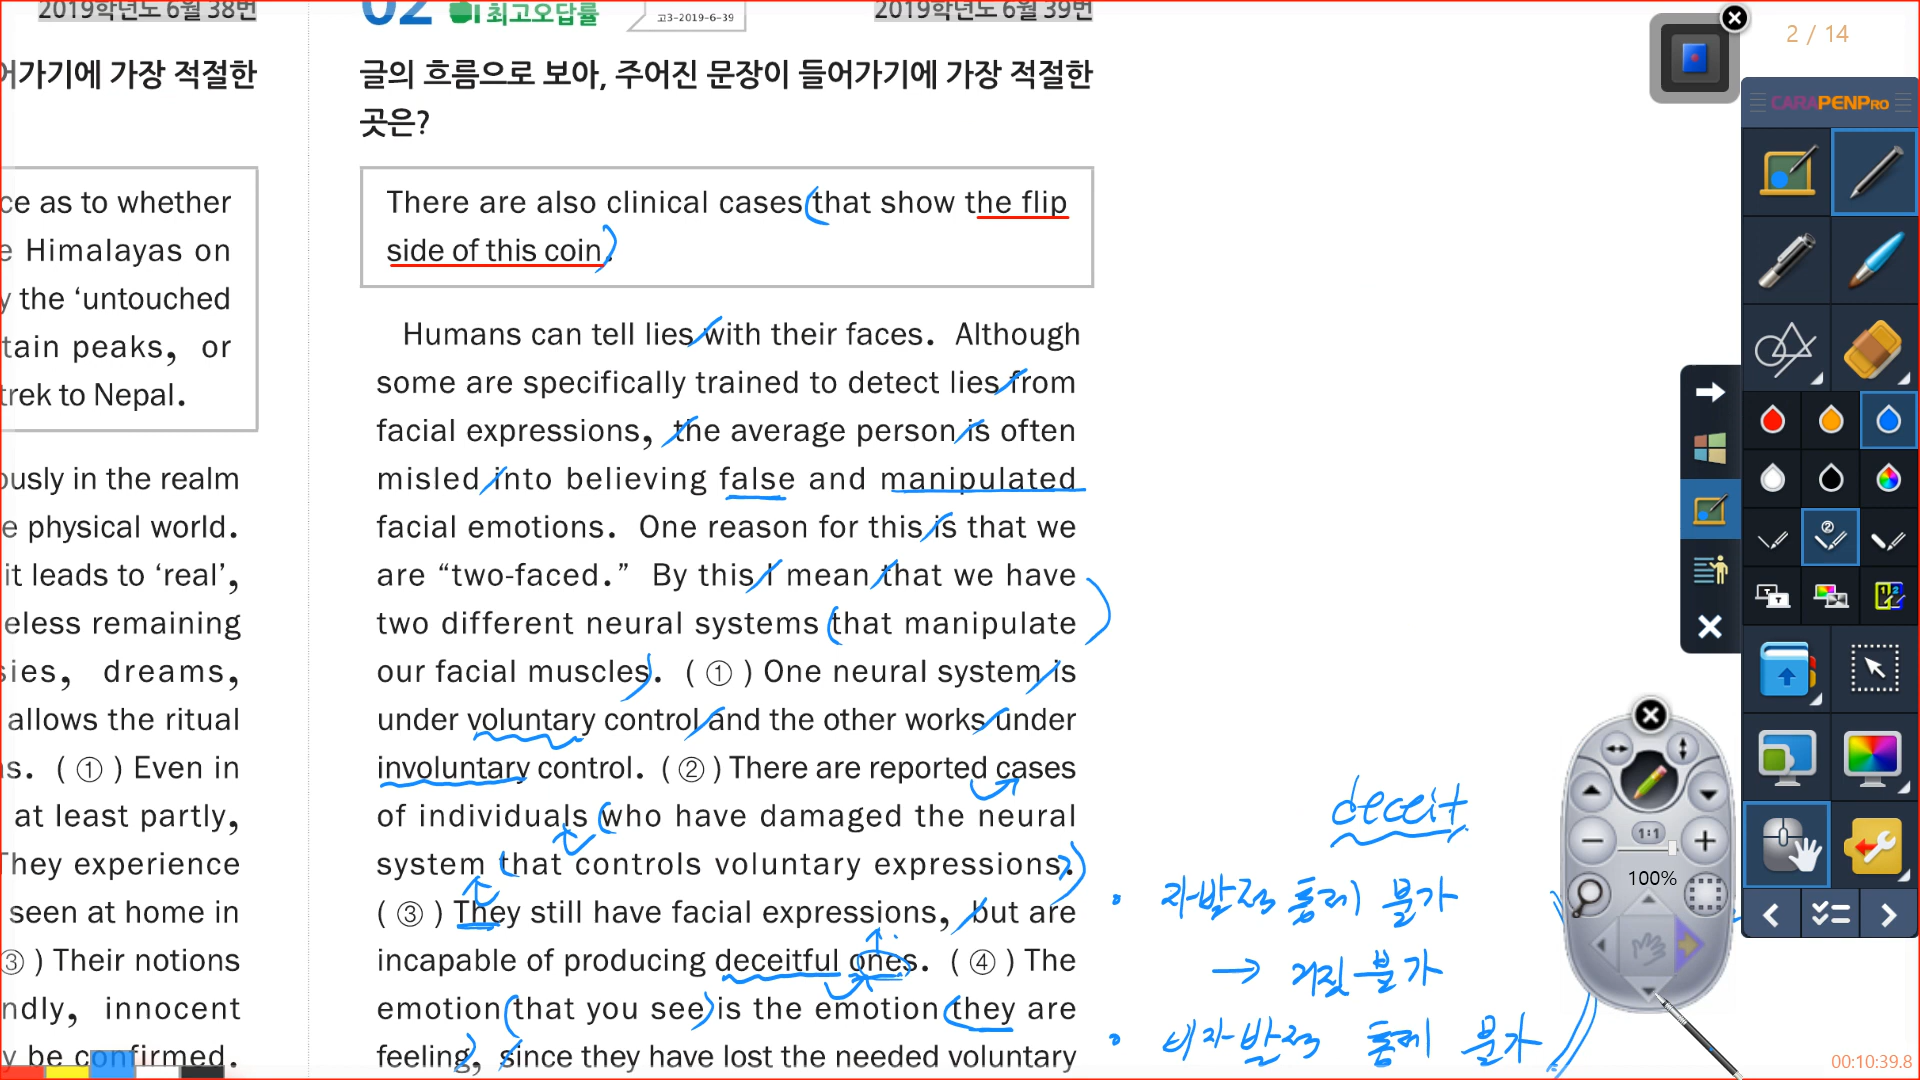 2019학년도 6월 38번
어가기에 가장 적절한
ce as to whether
e Himalayas on
y the ‘untouched
tain peaks, or
trek to Nepal.
ously in the realm
e physical world.
it leads to ‘real’,
eless remaining
sies, dreams,
allows the ritual
s. ( ① ) Even in
at least partly,
They experience
seen at home in
③ ) Their notions
ndly, innocent
y be confirmed.
02 최고오답률 고3-2019-6-39 2019학년도 6월 39번
글의 흐름으로 보아, 주어진 문장이 들어가기에 가장 적절한
곳은?
There are also clinical cases that show the flip
side of this coin.
Humans can tell lies with their faces. Although
some are specifically trained to detect lies from
facial expressions, the average person is often
misled into believing false and manipulated
facial emotions. One reason for this is that we
are “two-faced.” By this I mean that we have
two different neural systems that manipulate
our facial muscles. ( ① ) One neural system is
under voluntary control and the other works under
involuntary control. ( ② ) There are reported cases
of individuals who have damaged the neural
system that controls voluntary expressions.
( ③ ) They still have facial expressions, but are
incapable of producing deceitful ones. ( ④ ) The
emotion that you see is the emotion they are
feeling, since they have lost the needed voluntary
deceit
• 자발적 통제 불가
→ 거짓 불가
• 비자발적 통제 불가
2 / 14
CARAPENPRO
②
1:1
100%
00:10:39.8